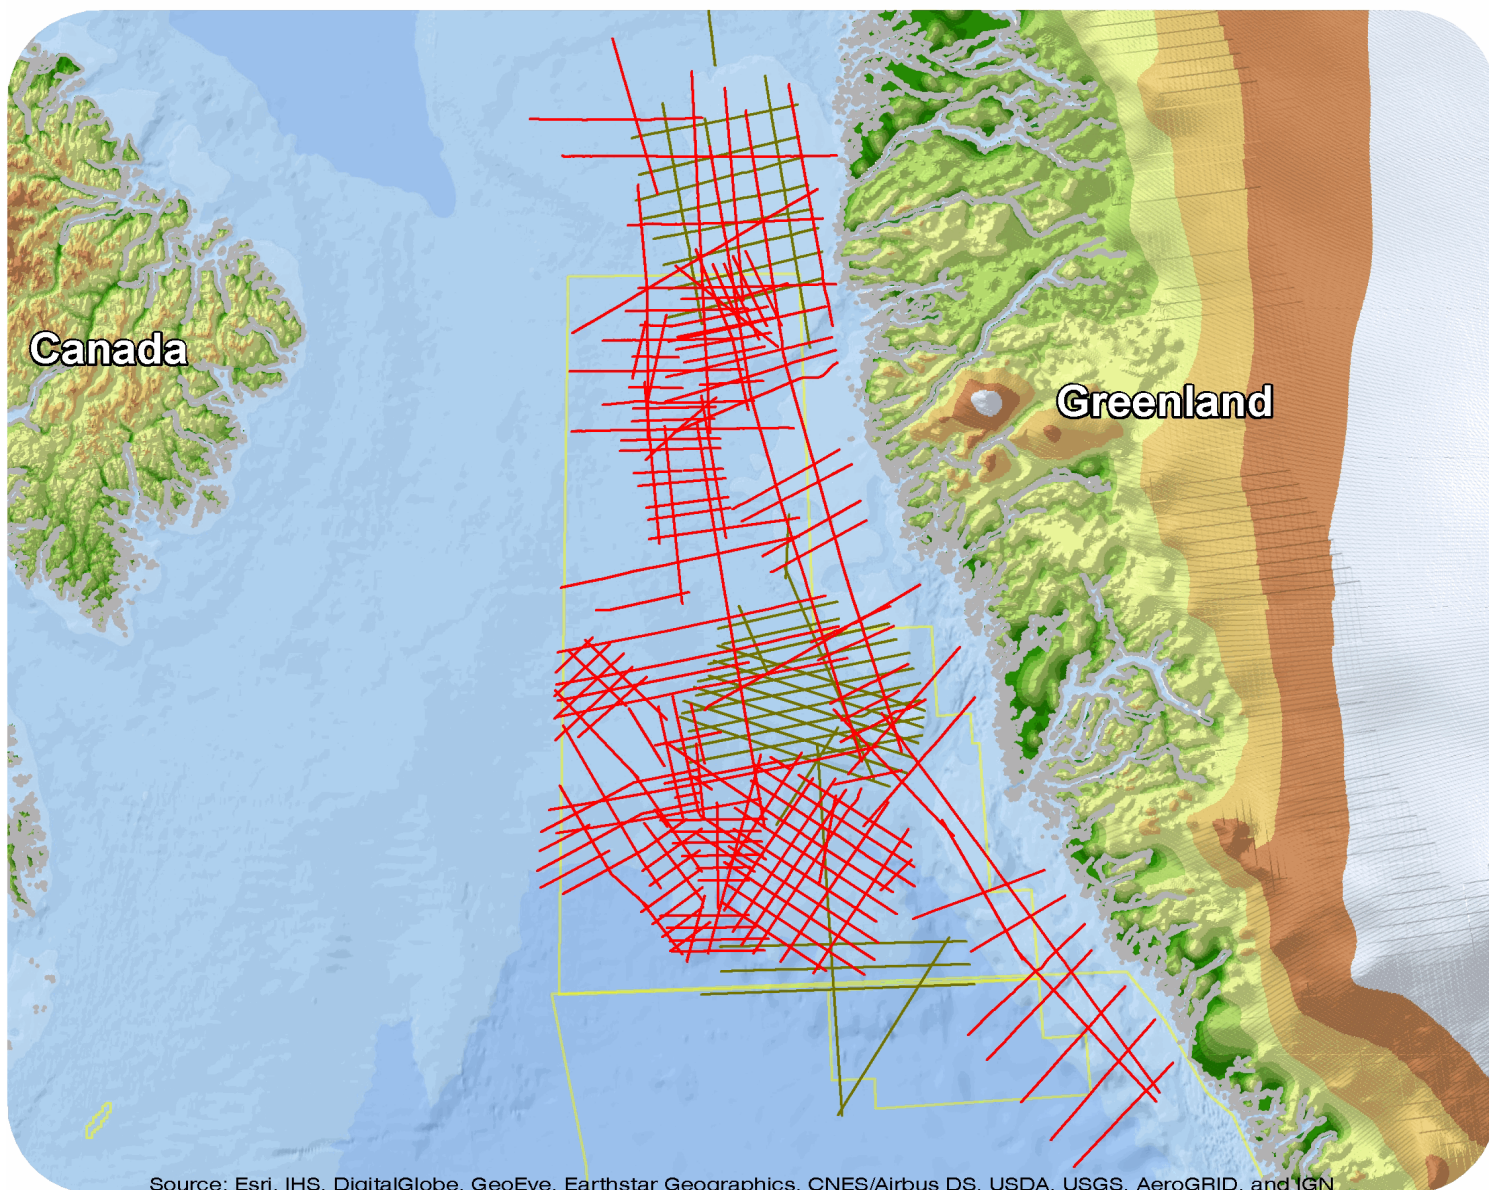 Canada
Greenland
Source: Esri, IHS, DigitalGlobe, GeoEye, Earthstar Geographics, CNES/Airbus DS, USDA, USGS, AeroGRID, and IGN